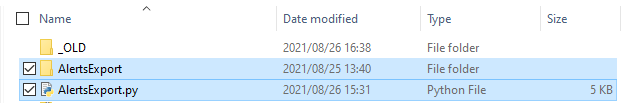 Name Date modified Type Size
_OLD 2021/08/26 16:38 File folder
AlertsExport 2021/08/25 13:40 File folder
AlertsExport.py 2021/08/26 15:31 Python File 5 KB